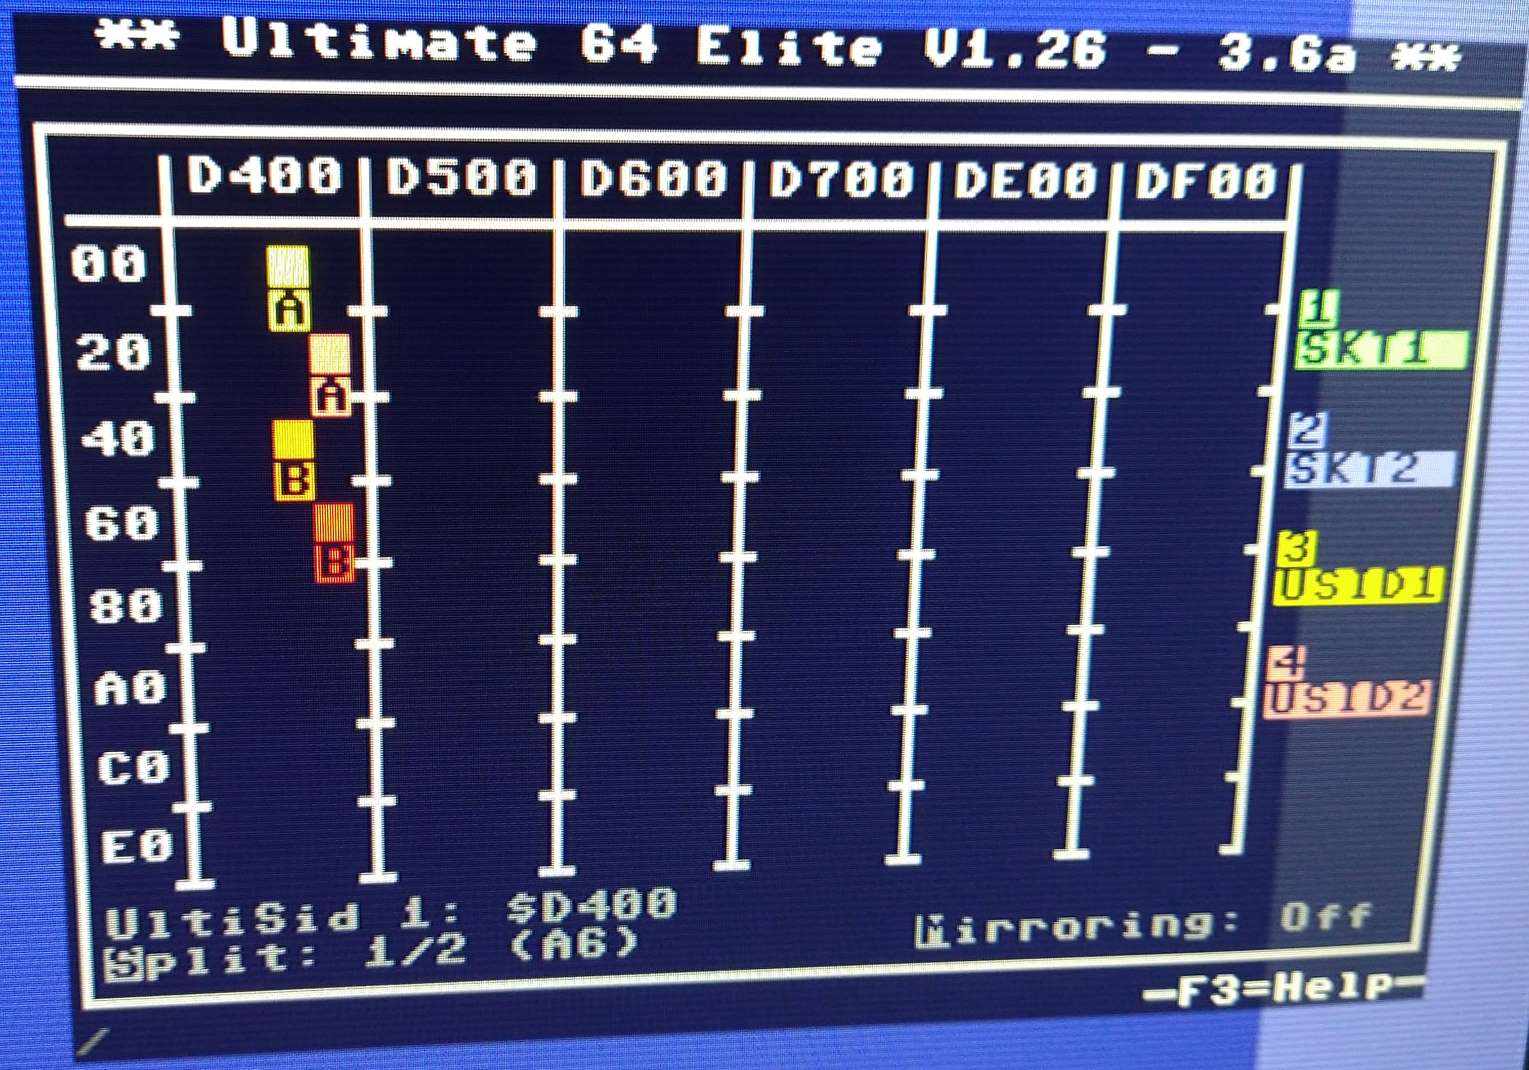 ** Ultimate 64 Elite V1.26 - 3.6a **
D400 D500 D600 D700 DE00 DF00
00
A
1
SKT1
20
A
40
B
2
SKT2
60
B
3
USID1
80
4
USID2
A0
C0
E0
UltiSid 1: $D400
Split: 1/2 (A6)
Mirroring: Off
F3=Help
/